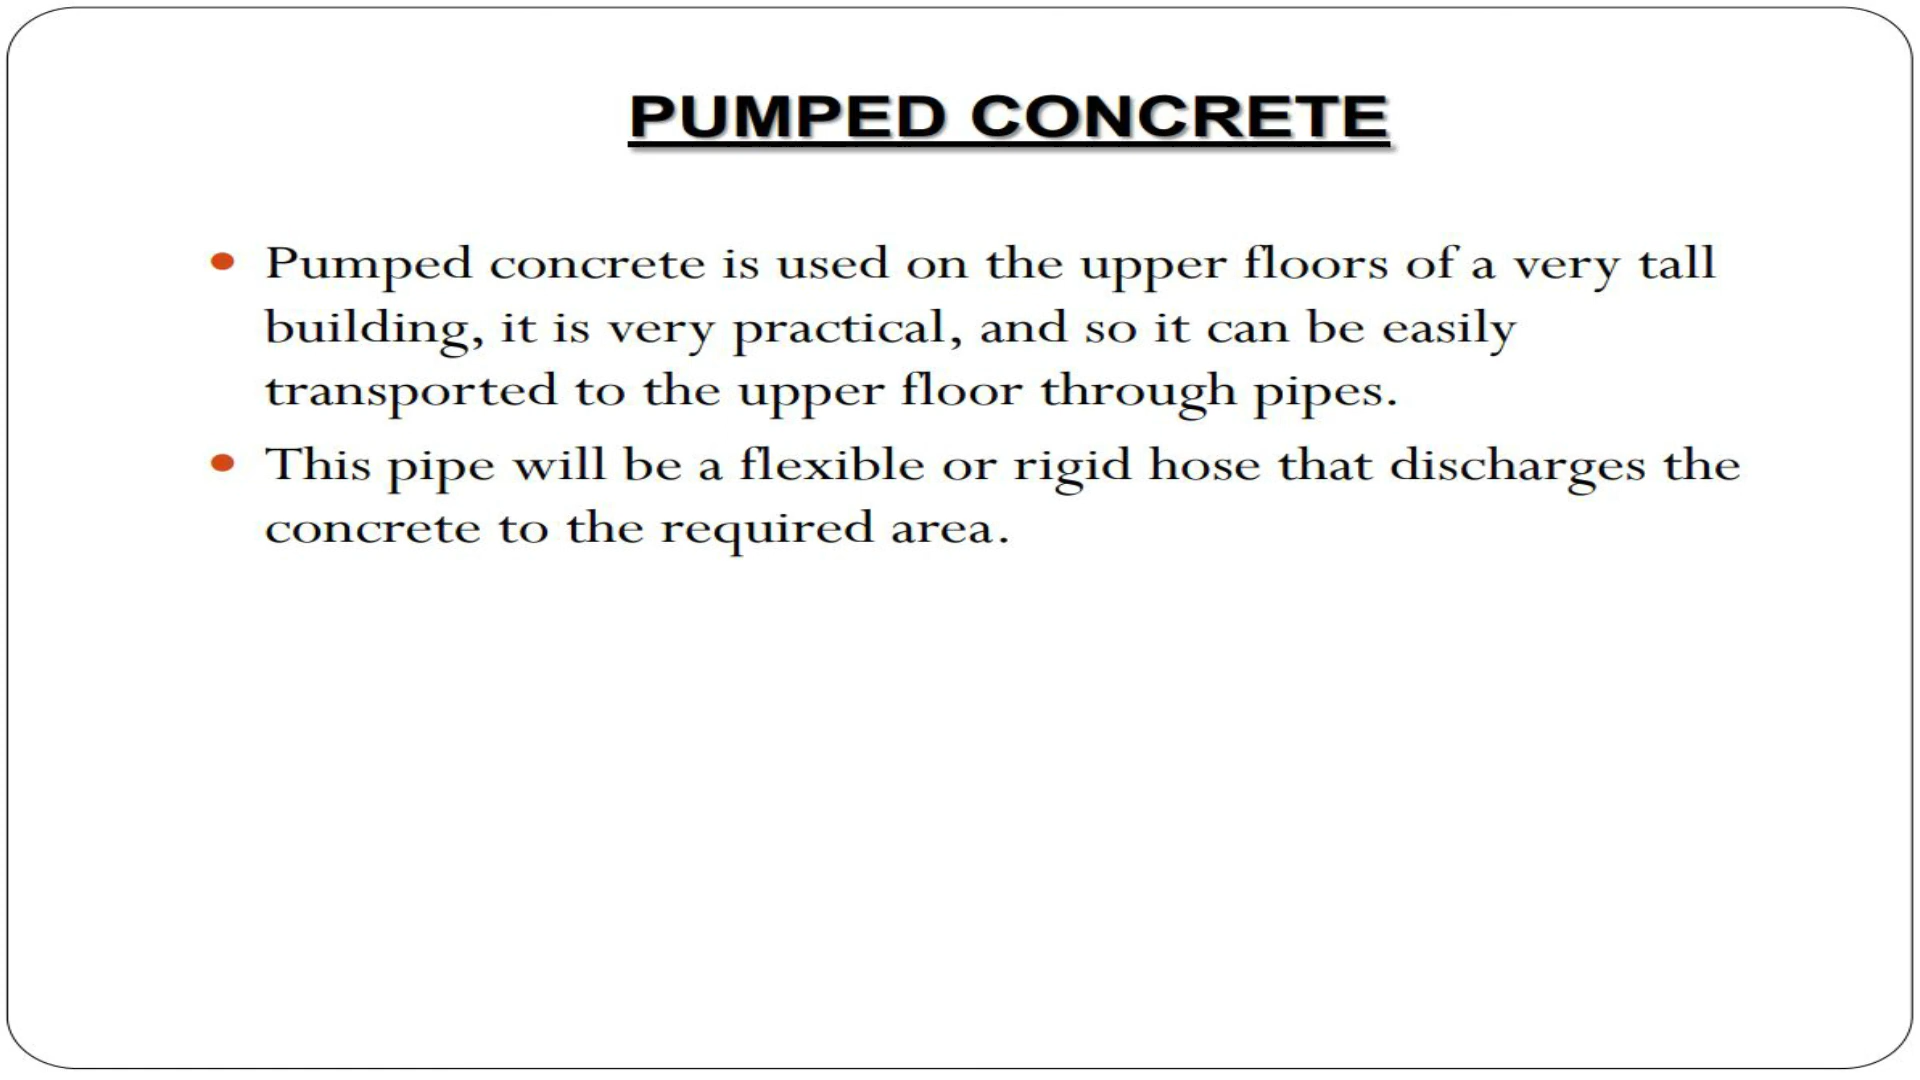 PUMPED CONCRETE
• Pumped concrete is used on the upper floors of a very tall
building, it is very practical, and so it can be easily
transported to the upper floor through pipes.
• This pipe will be a flexible or rigid hose that discharges the
concrete to the required area.